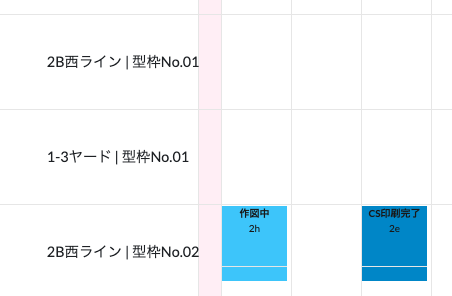 2B西ライン | 型枠No.01
1-3ヤード | 型枠No.01
2B西ライン | 型枠No.02
作図中
2h
CS印刷完了
2e